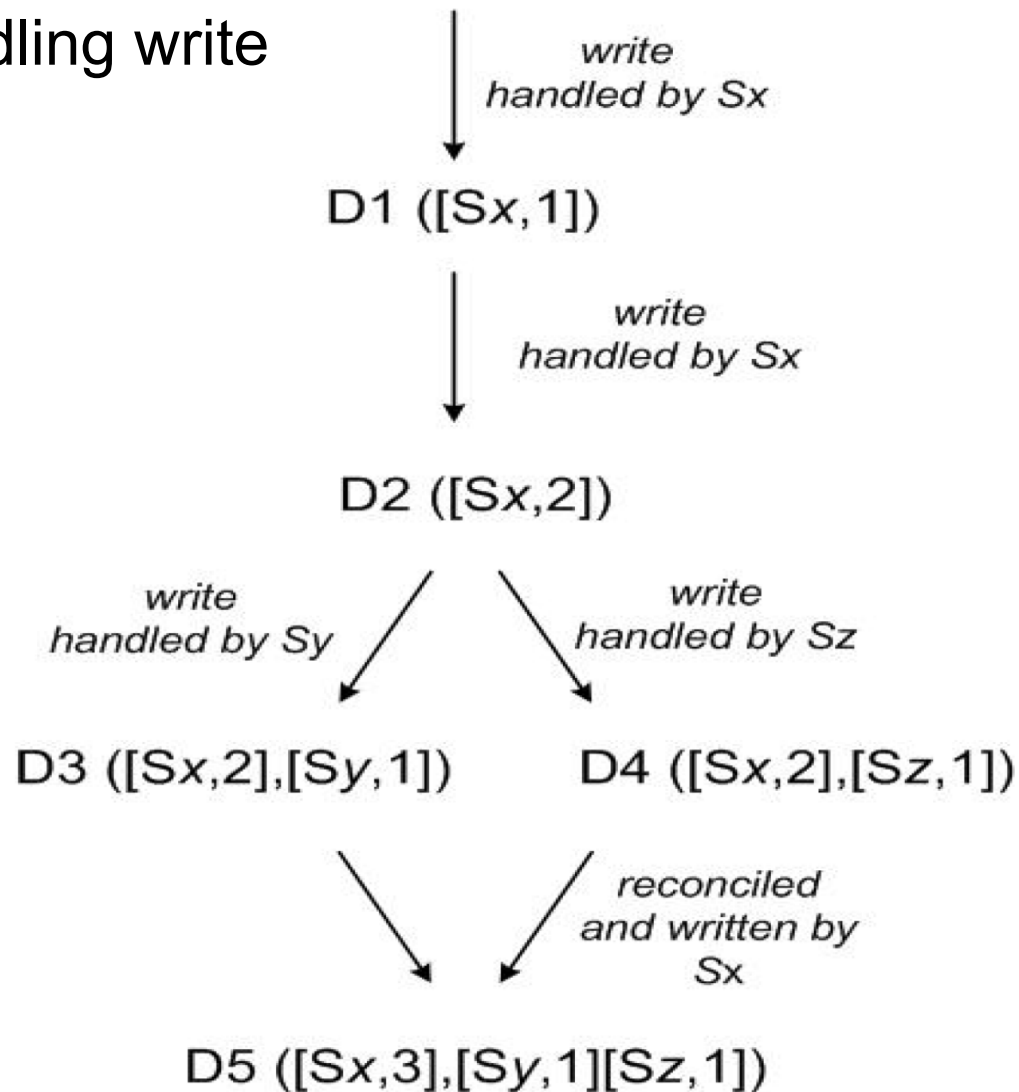 dling write
write
handled by Sx
D1 ([Sx,1])
write
handled by Sx
D2 ([Sx,2])
write
handled by Sy
write
handled by Sz
D3 ([Sx,2],[Sy,1])
D4 ([Sx,2],[Sz,1])
reconciled
and written by
Sx
D5 ([Sx,3],[Sy,1][Sz,1])